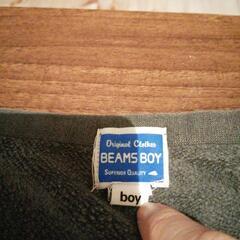 Original Clothes
BEAMS BOY
SUPERIOR QUALITY
boy